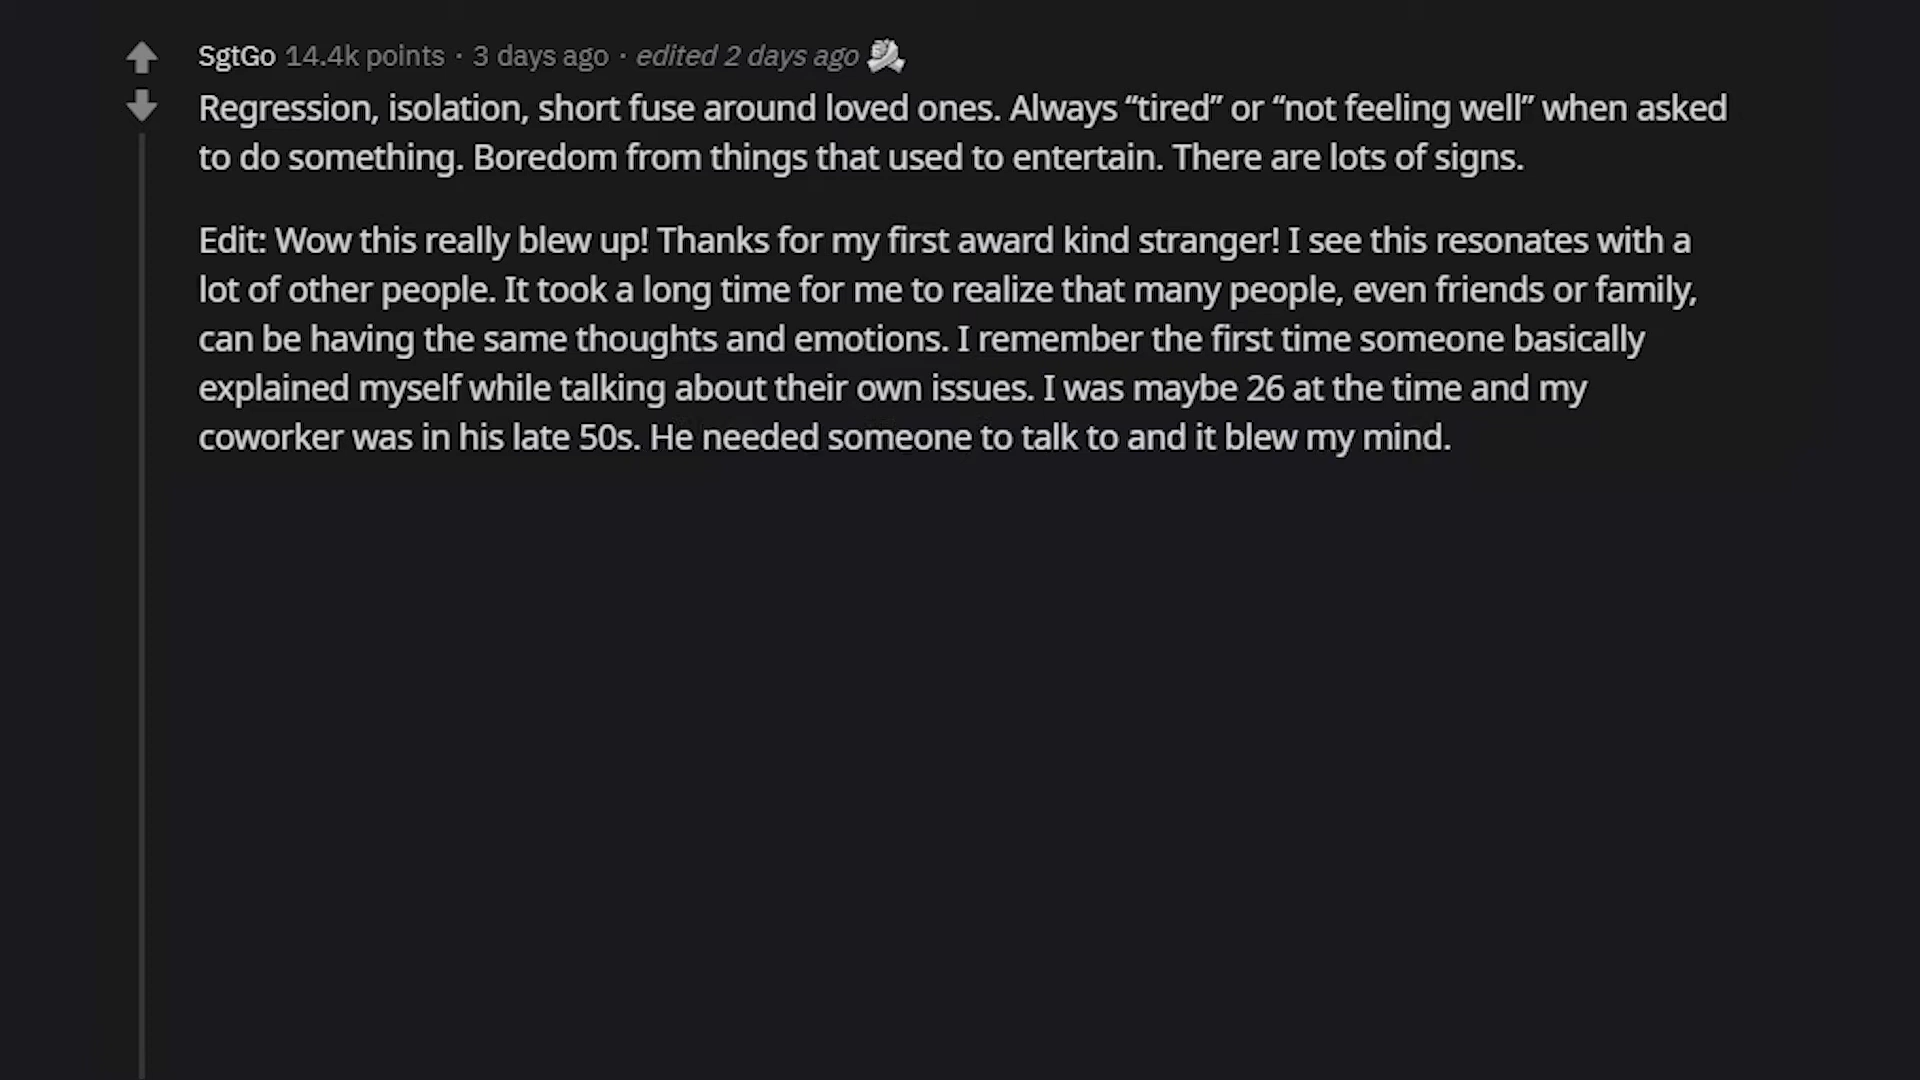 SgtGo 14.4k points · 3 days ago · edited 2 days ago
Regression, isolation, short fuse around loved ones. Always “tired” or “not feeling well” when asked
to do something. Boredom from things that used to entertain. There are lots of signs.
Edit: Wow this really blew up! Thanks for my first award kind stranger! I see this resonates with a
lot of other people. It took a long time for me to realize that many people, even friends or family,
can be having the same thoughts and emotions. I remember the first time someone basically
explained myself while talking about their own issues. I was maybe 26 at the time and my
coworker was in his late 50s. He needed someone to talk to and it blew my mind.